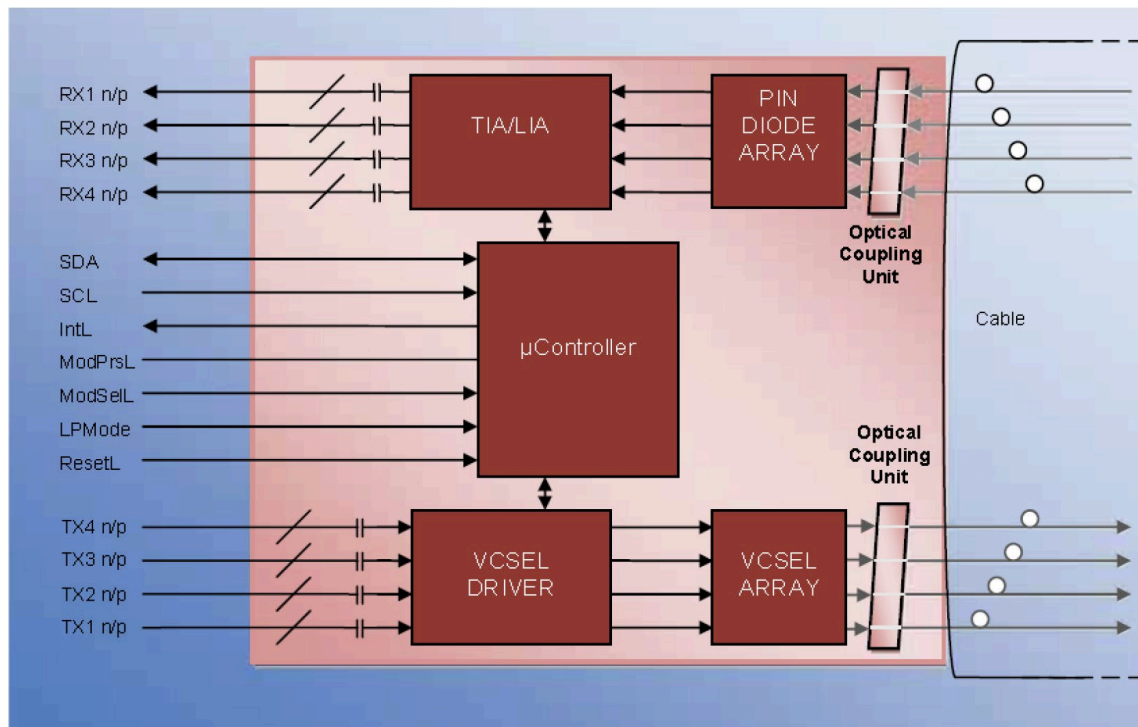 RX1 n/p
RX2 n/p
RX3 n/p
RX4 n/p
TIA/LIA
PIN
DIODE
ARRAY
Optical
Coupling
Unit
SDA
SCL
IntL
ModPrsL
ModSelL
LPMode
ResetL
µController
Cable
Optical
Coupling
Unit
TX4 n/p
TX3 n/p
TX2 n/p
TX1 n/p
VCSEL
DRIVER
VCSEL
ARRAY